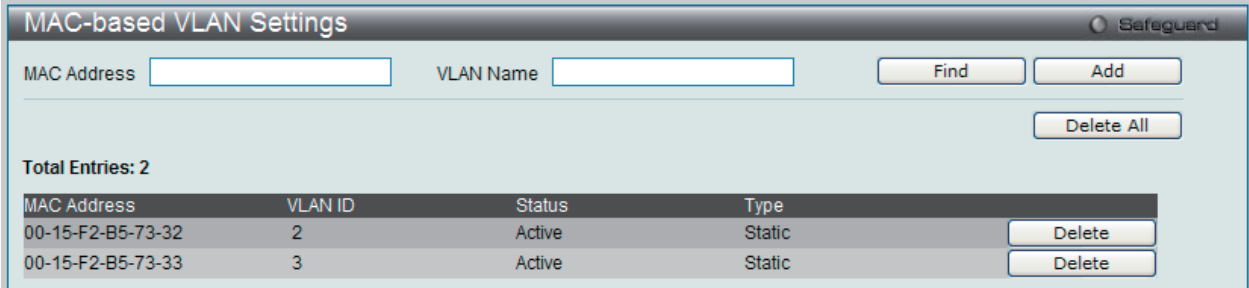 MAC-based VLAN Settings Safeguard
MAC Address VLAN Name Find Add
Delete All
Total Entries: 2
MAC Address VLAN ID Status Type
00-15-F2-B5-73-32 2 Active Static Delete
00-15-F2-B5-73-33 3 Active Static Delete